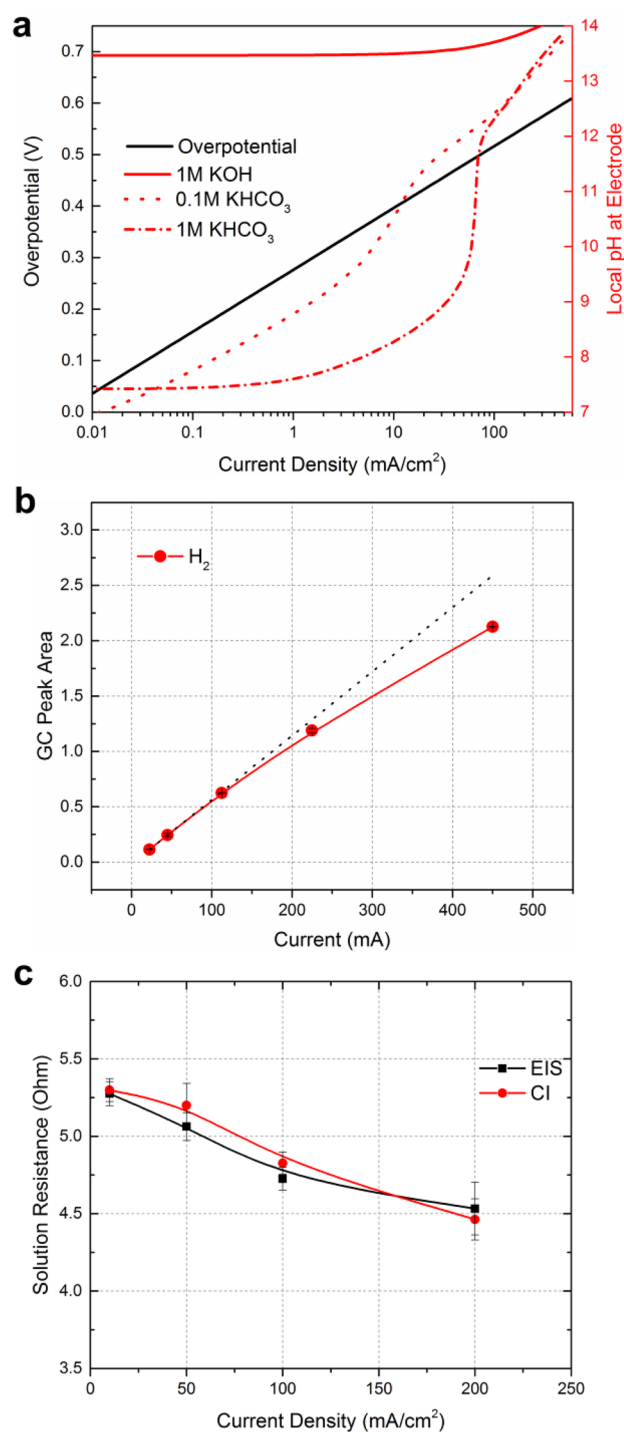 a
0.7
0.6
0.5
0.4
0.3
0.2
0.1
0.0
Overpotential (V)
Overpotential
1M KOH
0.1M KHCO₃
1M KHCO₃
14
13
12
11
10
9
8
7
Local pH at Electrode
0.01
0.1
1
10
100
Current Density (mA/cm²)
b
3.0
2.5
2.0
1.5
1.0
0.5
0.0
GC Peak Area
H₂
0
100
200
300
400
500
Current (mA)
c
6.0
5.5
5.0
4.5
4.0
3.5
Solution Resistance (Ohm)
EIS
CI
0
50
100
150
200
250
Current Density (mA/cm²)